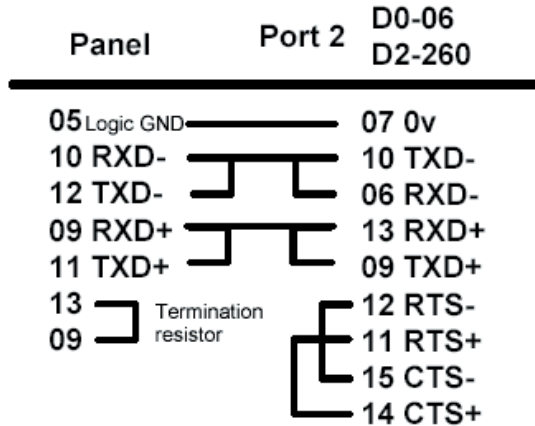 Panel Port 2 D0-06
D2-260
05 Logic GND 07 0v
10 RXD- 10 TXD-
12 TXD- 06 RXD-
09 RXD+ 13 RXD+
11 TXD+ 09 TXD+
13 Termination 12 RTS-
09 resistor 11 RTS+
15 CTS-
14 CTS+